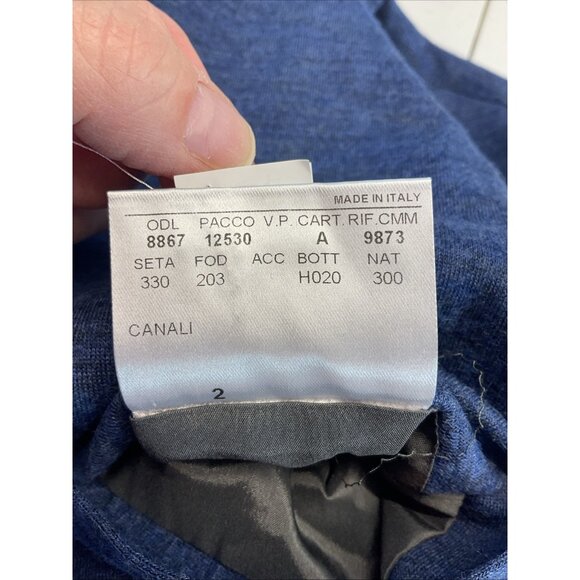 MADE IN ITALY
ODL PACCO V.P. CART. RIF.CMM
8867 12530 A 9873
SETA FOD ACC BOTT NAT
330 203 H020 300
CANALI
2